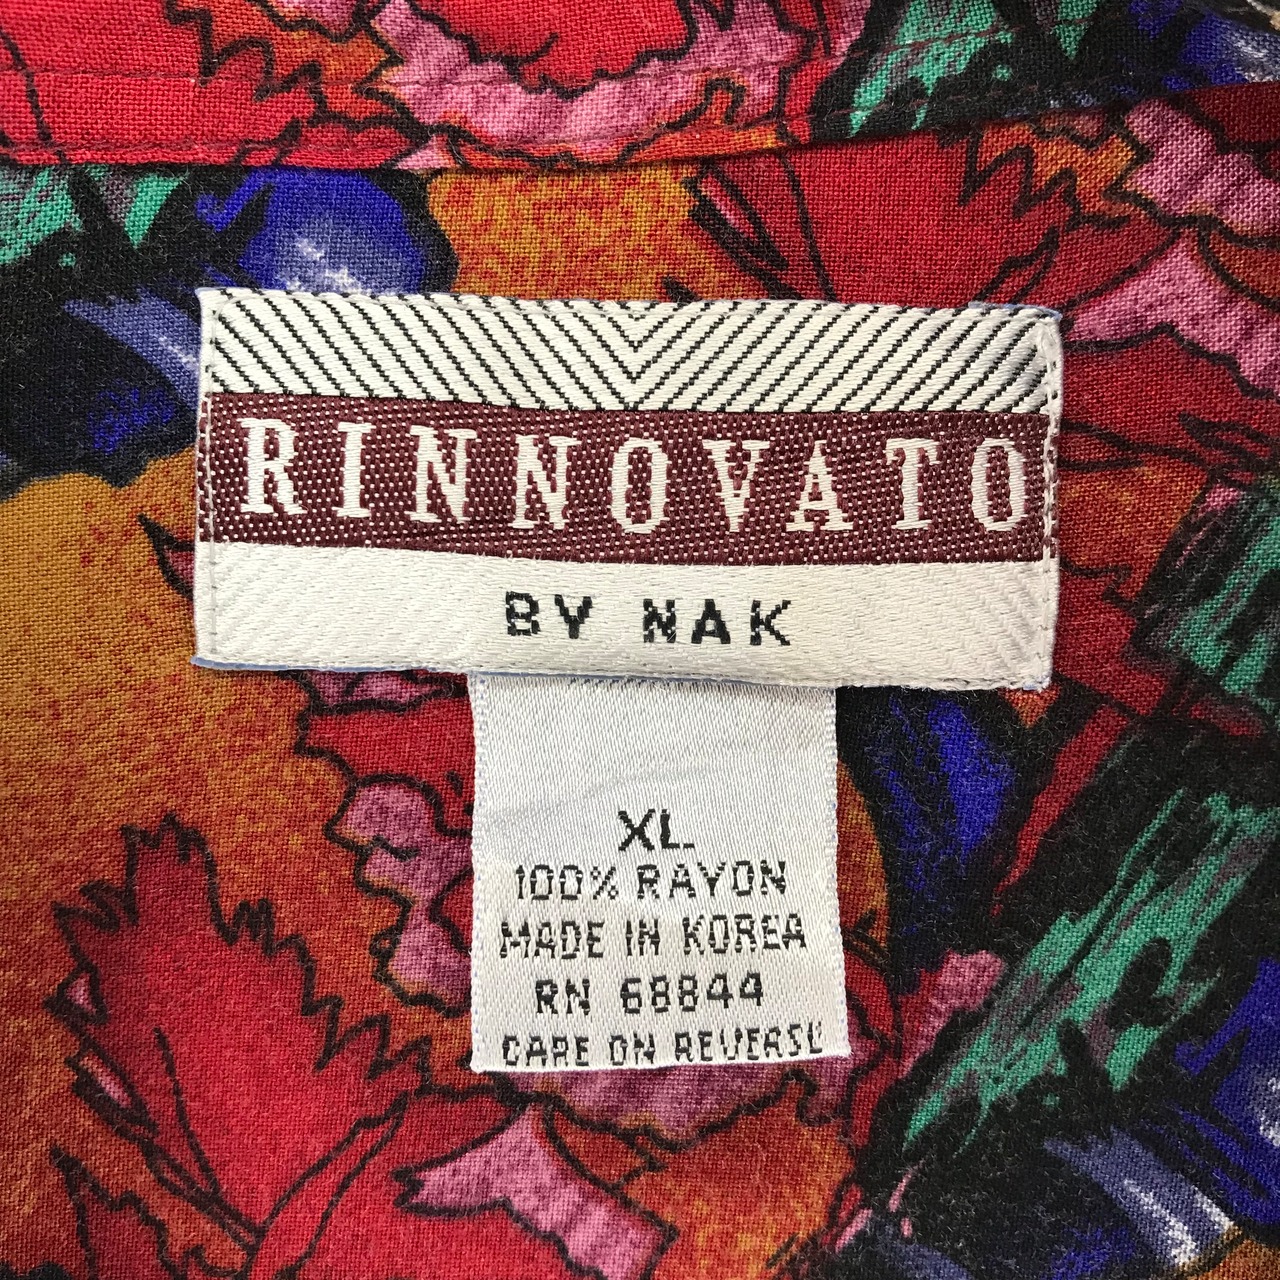 RINNOVATO
BY NAK
XL
100% RAYON
MADE IN KOREA
RN 68844
CARE ON REVERSE